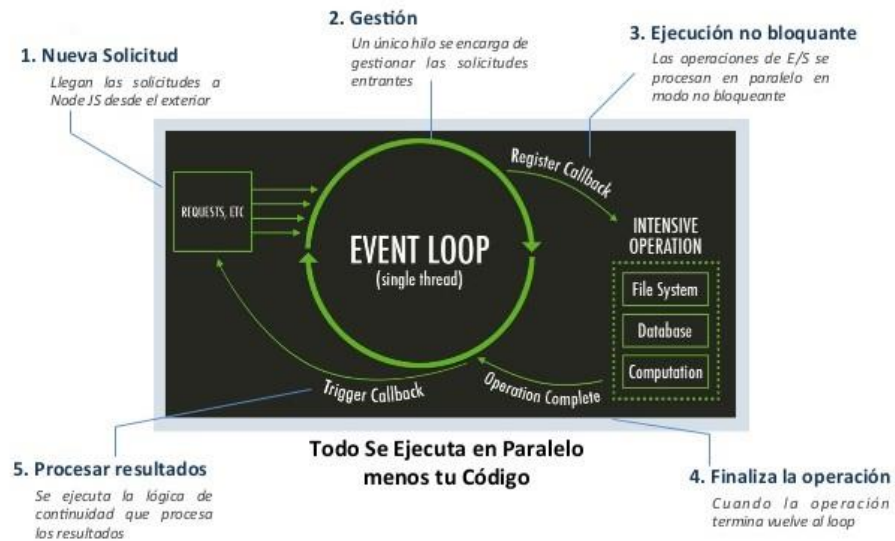 1. Nueva Solicitud
Llegan las solicitudes a
Node JS desde el exterior
2. Gestión
Un único hilo se encarga de
gestionar las solicitudes
entrantes
3. Ejecución no bloquante
Las operaciones de E/S se
procesan en paralelo en
modo no bloqueante
REQUESTS, ETC
EVENT LOOP
(single thread)
Register Callback
INTENSIVE
OPERATION
File System
Database
Computation
Operation Complete
Trigger Callback
Todo Se Ejecuta en Paralelo
menos tu Código
4. Finaliza la operación
Cuando la operación
termina vuelve al loop
5. Procesar resultados
Se ejecuta la lógica de
continuidad que procesa
los resultados